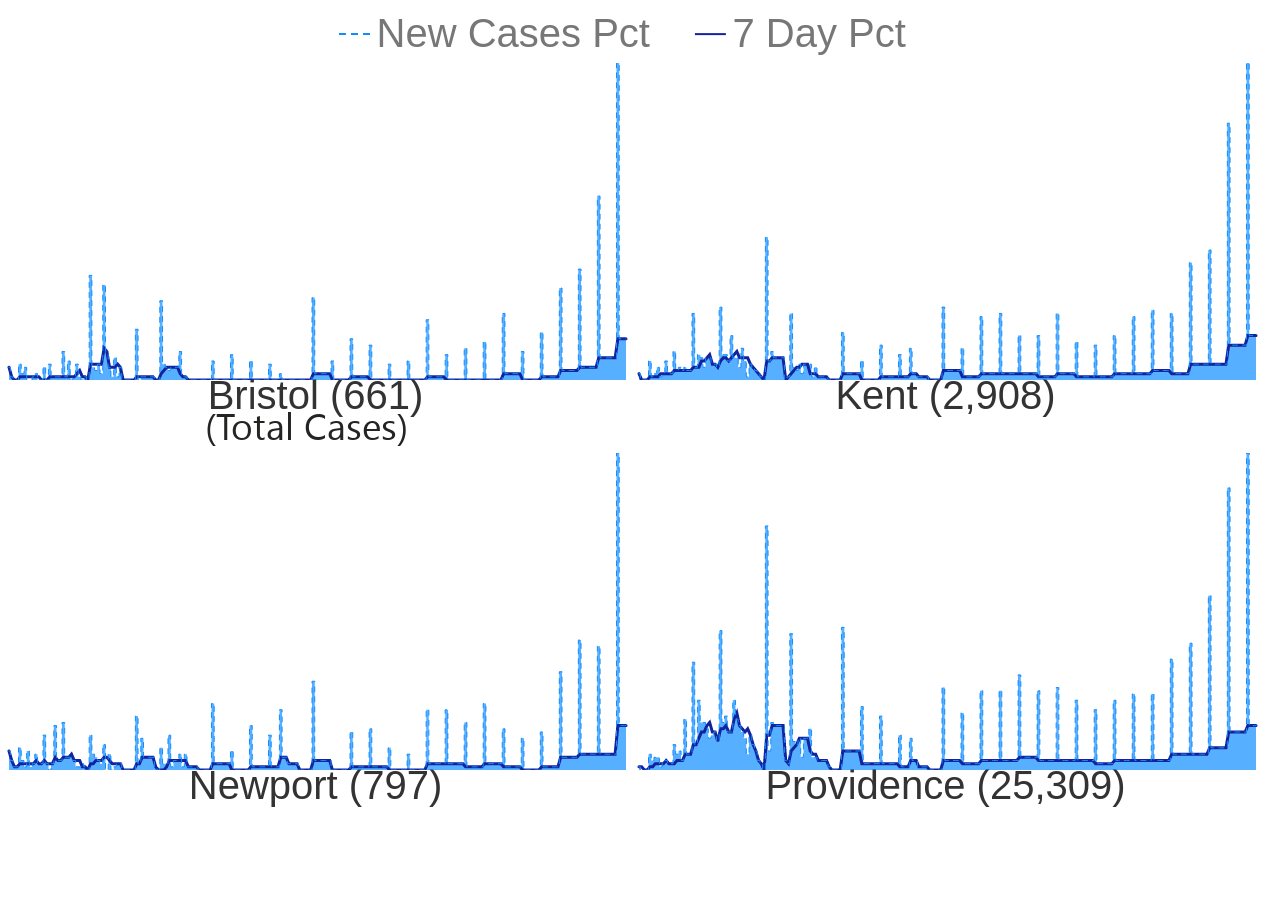 New Cases Pct 7 Day Pct
Bristol (661) Kent (2,908)
(Total Cases)
Newport (797) Providence (25,309)